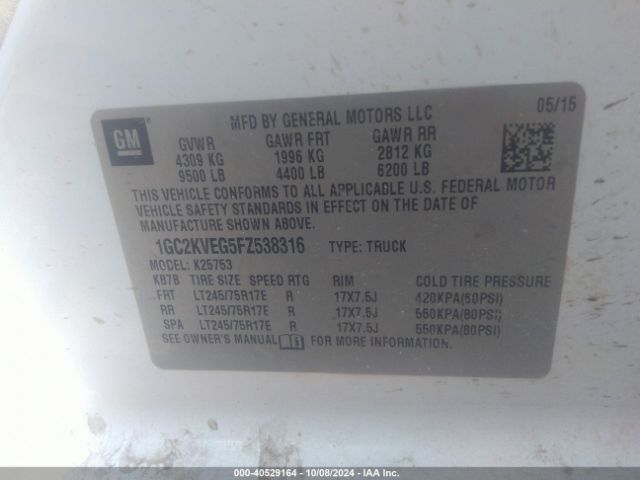 GM
MFD BY GENERAL MOTORS LLC
05/15
GVWR GAWR FRT GAWR RR
4309 KG 1996 KG 2812 KG
9500 LB 4400 LB 6200 LB
THIS VEHICLE CONFORMS TO ALL APPLICABLE U.S. FEDERAL MOTOR
VEHICLE SAFETY STANDARDS IN EFFECT ON THE DATE OF
MANUFACTURE SHOWN ABOVE.
1GC2KVEG5FZ538316 TYPE: TRUCK
MODEL: K25753
KB7B TIRE SIZE SPEED RTG RIM COLD TIRE PRESSURE
FRT LT245/75R17E R 17X7.5J 420KPA(60PSI)
RR LT245/75R17E R 17X7.5J 550KPA(80PSI)
SPA LT245/75R17E R 17X7.5J 550KPA(80PSI)
SEE OWNER'S MANUAL FOR MORE INFORMATION.
000-40529164 - 10/08/2024 - IAA Inc.